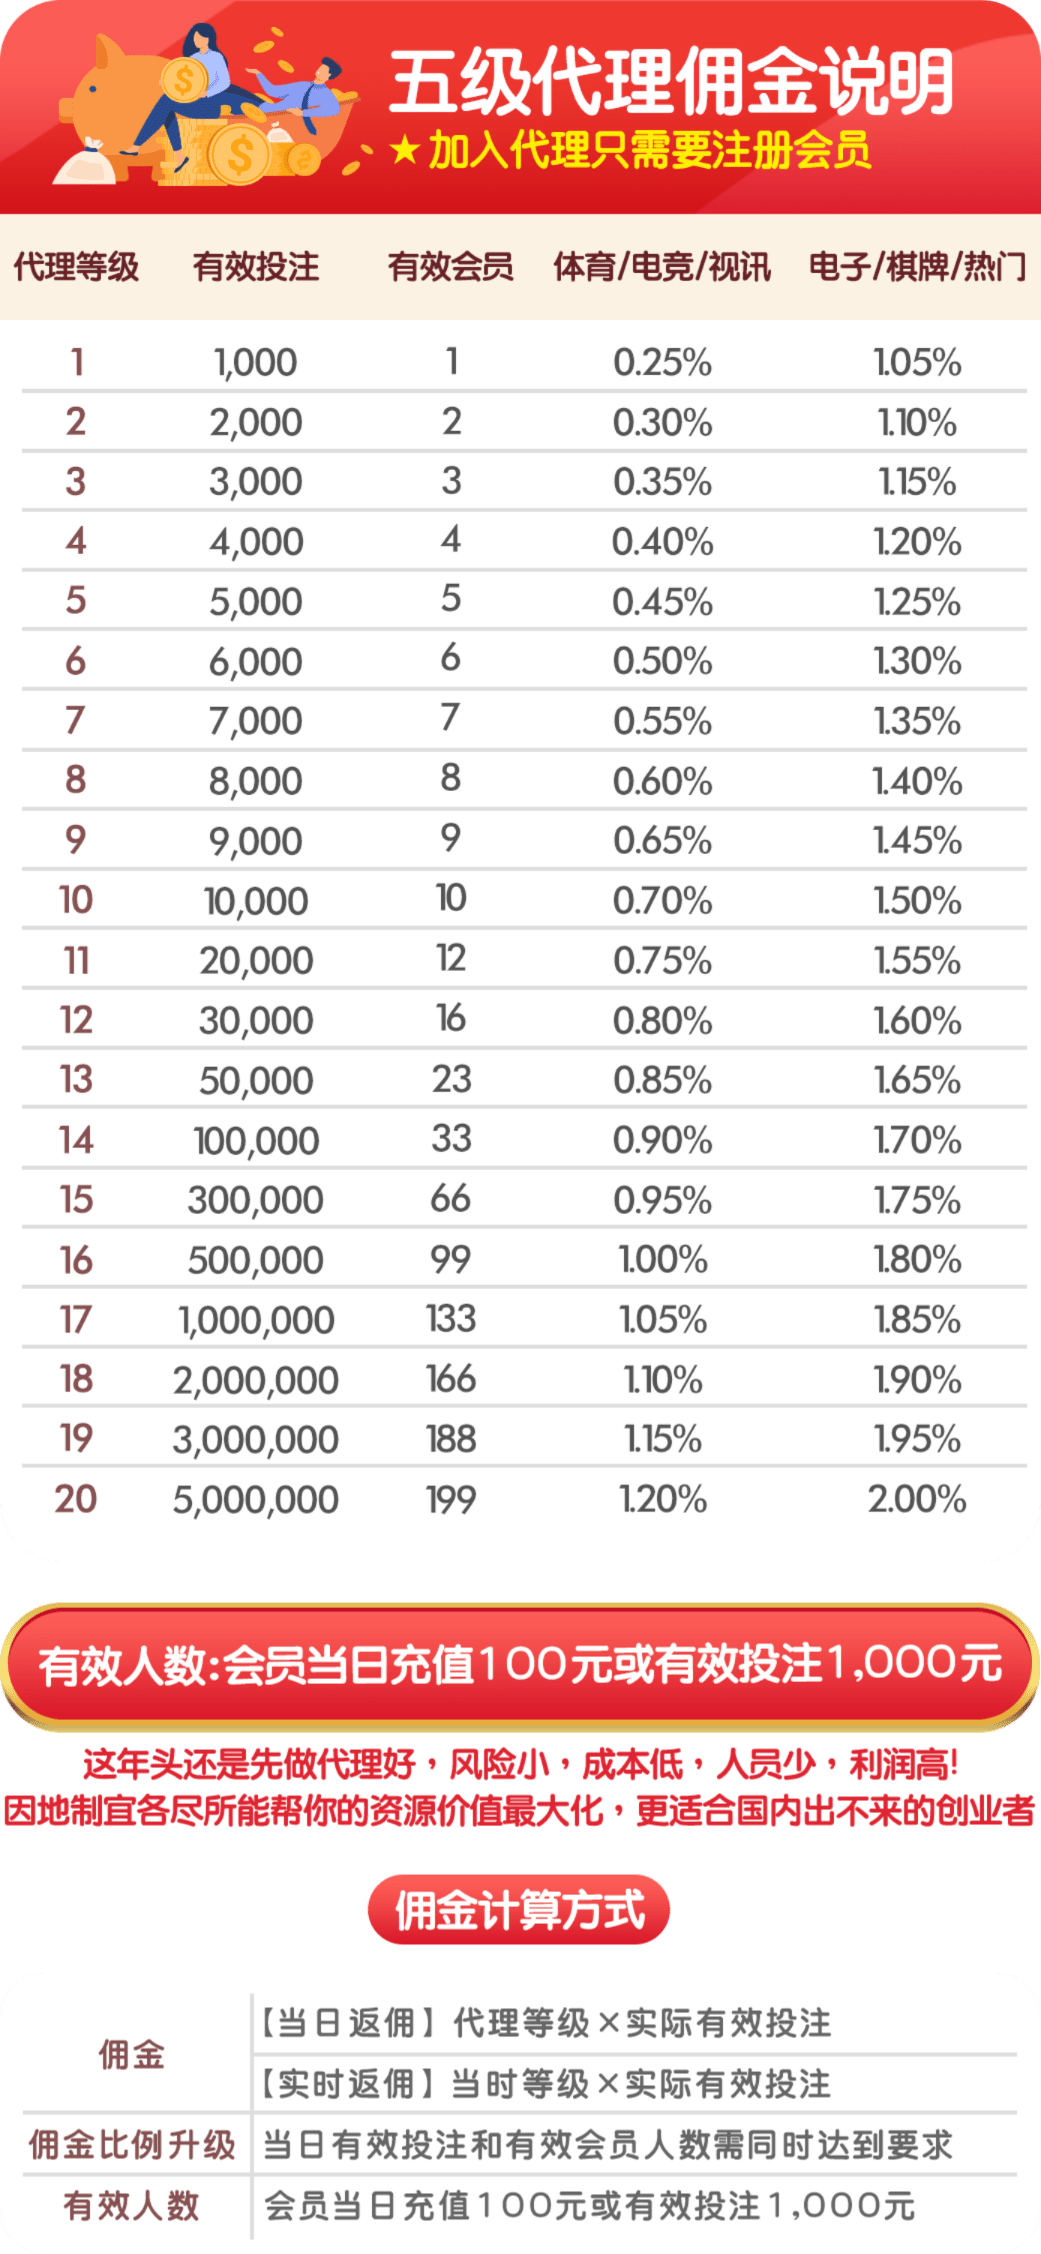 五级代理佣金说明
★加入代理只需要注册会员
代理等级 有效投注 有效会员 体育/电竞/视讯 电子/棋牌/热门
1 1,000 1 0.25% 1.05%
2 2,000 2 0.30% 1.10%
3 3,000 3 0.35% 1.15%
4 4,000 4 0.40% 1.20%
5 5,000 5 0.45% 1.25%
6 6,000 6 0.50% 1.30%
7 7,000 7 0.55% 1.35%
8 8,000 8 0.60% 1.40%
9 9,000 9 0.65% 1.45%
10 10,000 10 0.70% 1.50%
11 20,000 12 0.75% 1.55%
12 30,000 16 0.80% 1.60%
13 50,000 23 0.85% 1.65%
14 100,000 33 0.90% 1.70%
15 300,000 66 0.95% 1.75%
16 500,000 99 1.00% 1.80%
17 1,000,000 133 1.05% 1.85%
18 2,000,000 166 1.10% 1.90%
19 3,000,000 188 1.15% 1.95%
20 5,000,000 199 1.20% 2.00%
有效人数:会员当日充值100元或有效投注1,000元
这年头还是先做代理好，风险小，成本低，人员少，利润高!
因地制宜各尽所能帮你的资源价值最大化，更适合国内出不来的创业者
佣金计算方式
佣金
【当日返佣】代理等级×实际有效投注
【实时返佣】当时等级×实际有效投注
佣金比例升级 当日有效投注和有效会员人数需同时达到要求
有效人数 会员当日充值100元或有效投注1,000元